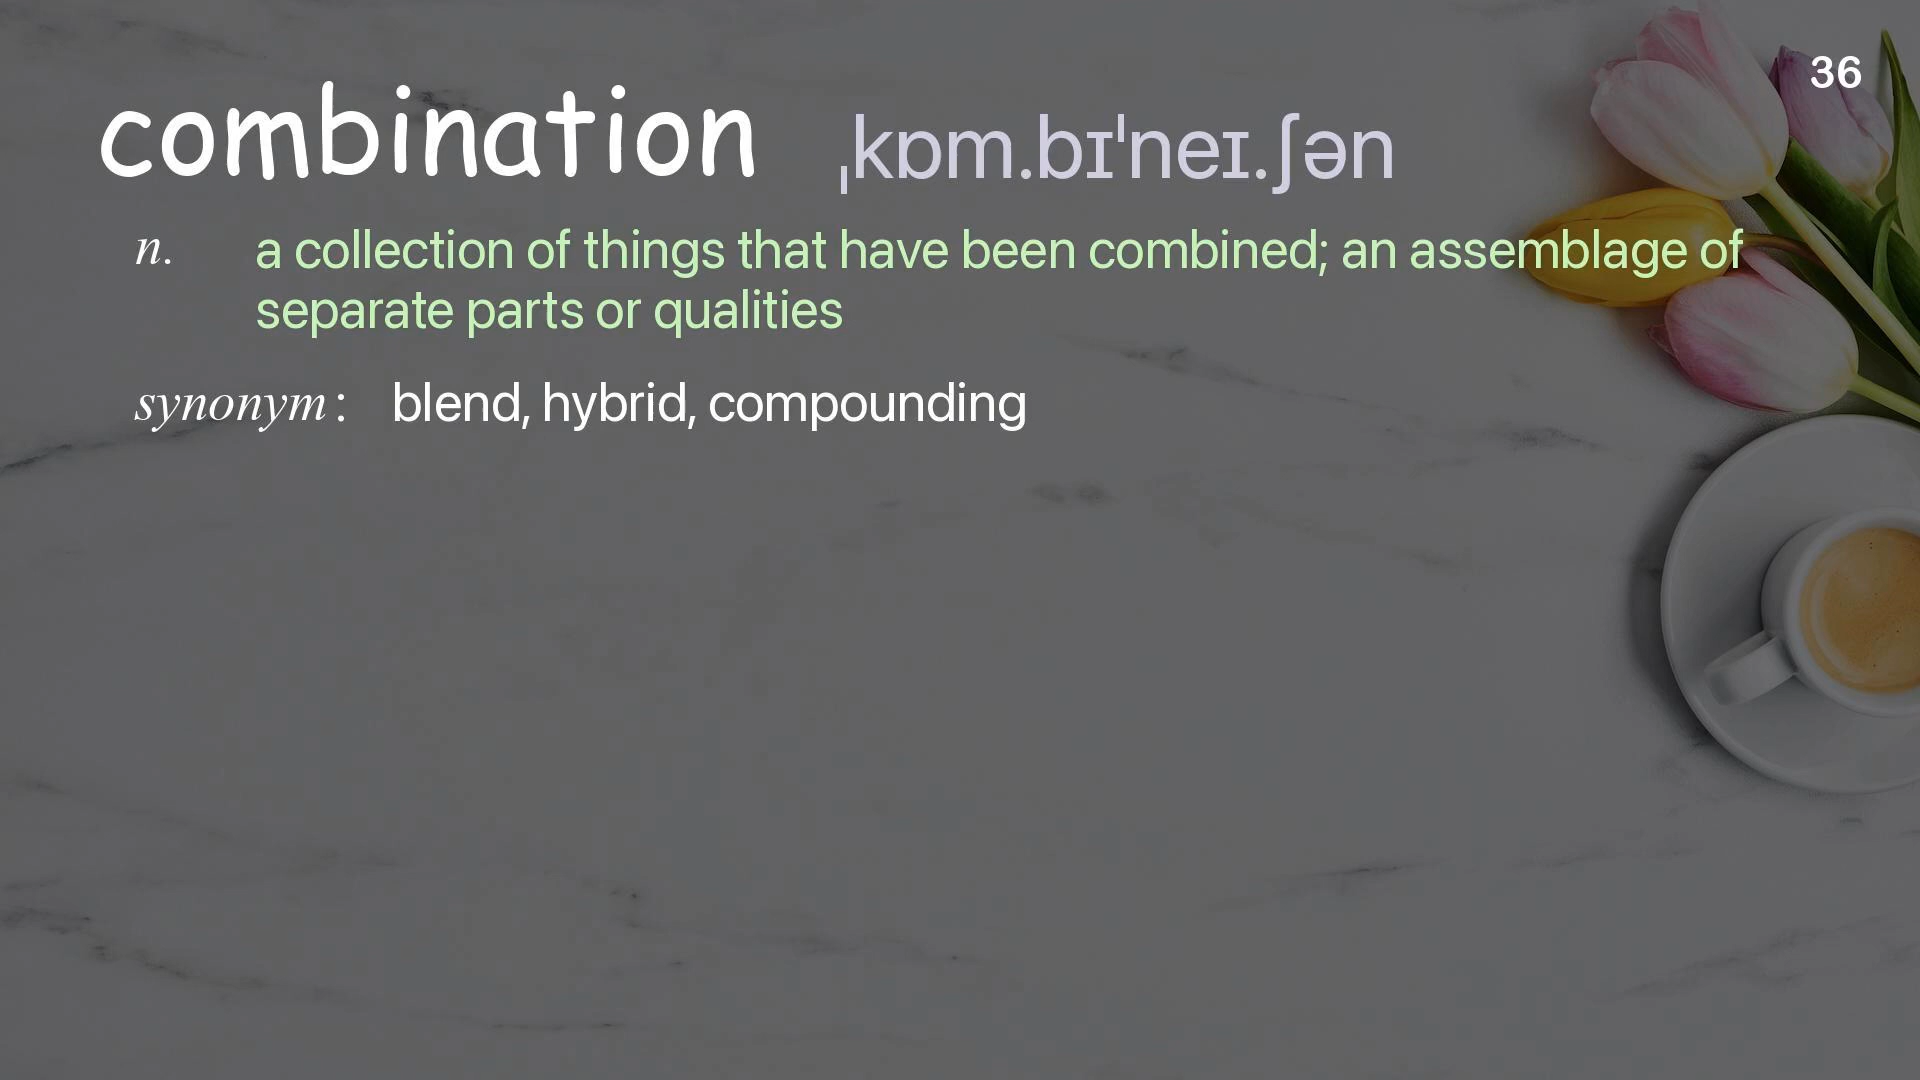 36
combination ˌkɒm.bɪˈneɪ.ʃən
n. a collection of things that have been combined; an assemblage of
separate parts or qualities
synonym : blend, hybrid, compounding